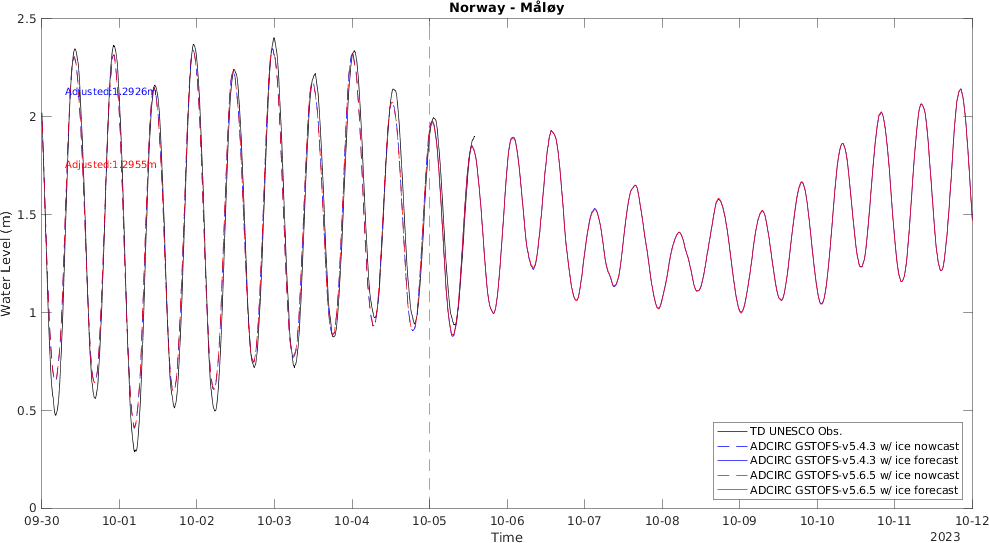 Norway - Måløy
2.5
2
1.5
1
0.5
0
Water Level (m)
Adjusted:1.2926m
Adjusted:1.2955m
TD UNESCO Obs.
ADCIRC GSTOFS-v5.4.3 w/ ice nowcast
ADCIRC GSTOFS-v5.4.3 w/ ice forecast
ADCIRC GSTOFS-v5.6.5 w/ ice nowcast
ADCIRC GSTOFS-v5.6.5 w/ ice forecast
09-30 10-01 10-02 10-03 10-04 10-05 10-06 10-07 10-08 10-09 10-10 10-11 10-12
Time 2023